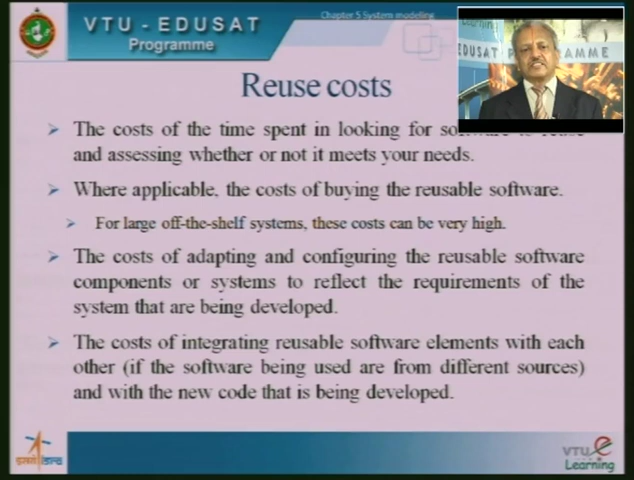 VTU - EDUSAT
Programme
Chapter 5 System modeling
Learning
EDUSAT PROGRAMME
Reuse costs
➢ The costs of the time spent in looking for software to reuse
and assessing whether or not it meets your needs.
➢ Where applicable, the costs of buying the reusable software.
➢ For large off-the-shelf systems, these costs can be very high.
➢ The costs of adapting and configuring the reusable software
components or systems to reflect the requirements of the
system that are being developed.
➢ The costs of integrating reusable software elements with each
other (if the software being used are from different sources)
and with the new code that is being developed.
VTU e
Learning